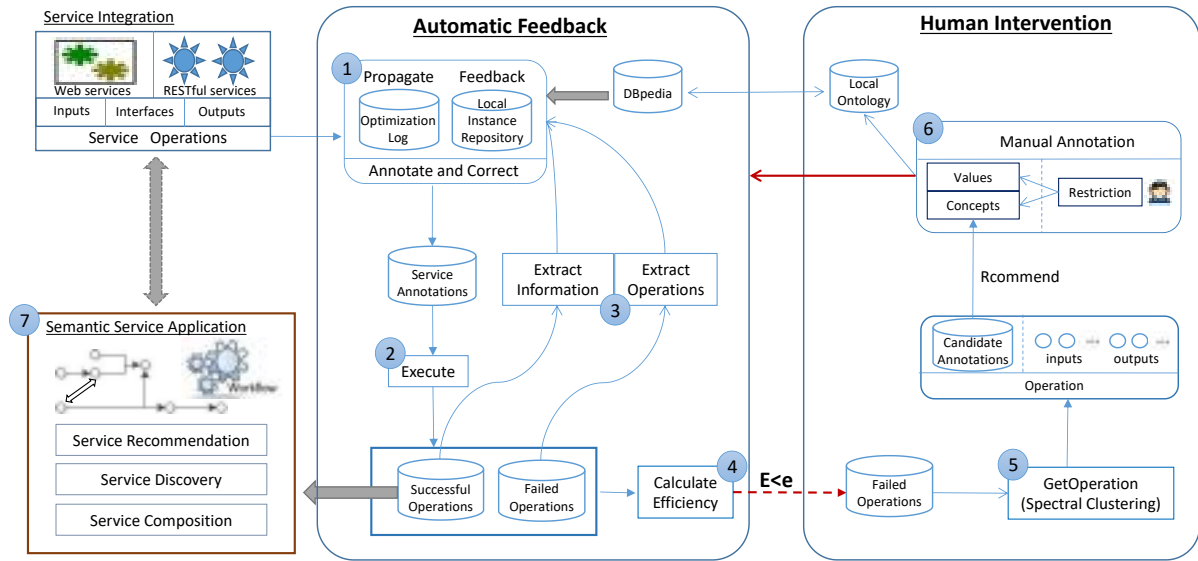 Service Integration
Web services
RESTful services
Inputs
Interfaces
Outputs
Service Operations
7
Semantic Service Application
Workflow
Service Recommendation
Service Discovery
Service Composition
Automatic Feedback
1
Propagate
Feedback
Optimization
Log
Local
Instance
Repository
Annotate and Correct
DBpedia
Service
Annotations
Extract
Information
Extract
Operations
3
2
Execute
Successful
Operations
Failed
Operations
Calculate
Efficiency
4
E<e
Human Intervention
Local
Ontology
6
Manual Annotation
Values
Concepts
Restriction
Rcommend
Candidate
Annotations
inputs
outputs
Operation
Failed
Operations
5
GetOperation
(Spectral Clustering)